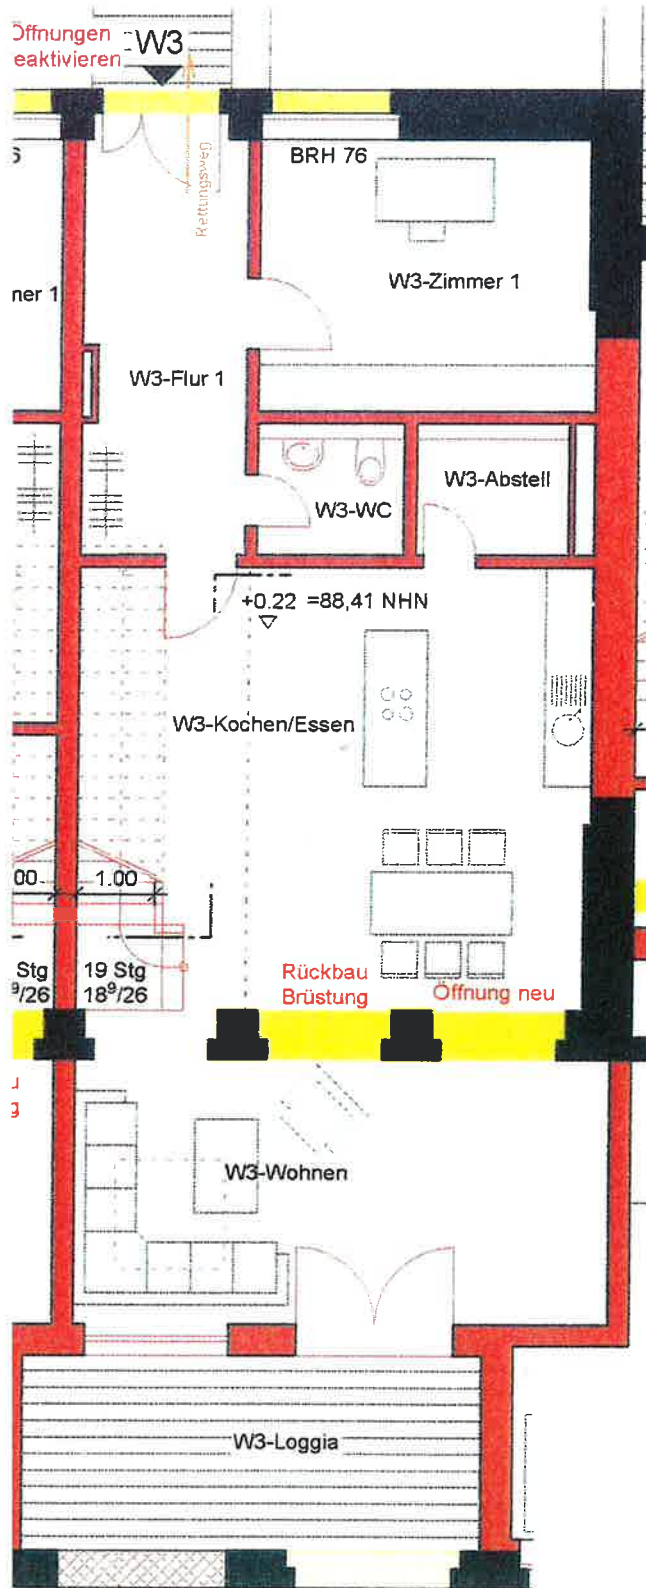 Öffnungen
eaktivieren
W3
Rettungsweg
BRH 76
ner 1
W3-Zimmer 1
W3-Flur 1
W3-WC
W3-Abstell
+0.22 =88,41 NHN
W3-Kochen/Essen
00
1.00
Stg
9/26
19 Stg
18⁹/26
Rückbau
Brüstung
Öffnung neu
W3-Wohnen
W3-Loggia